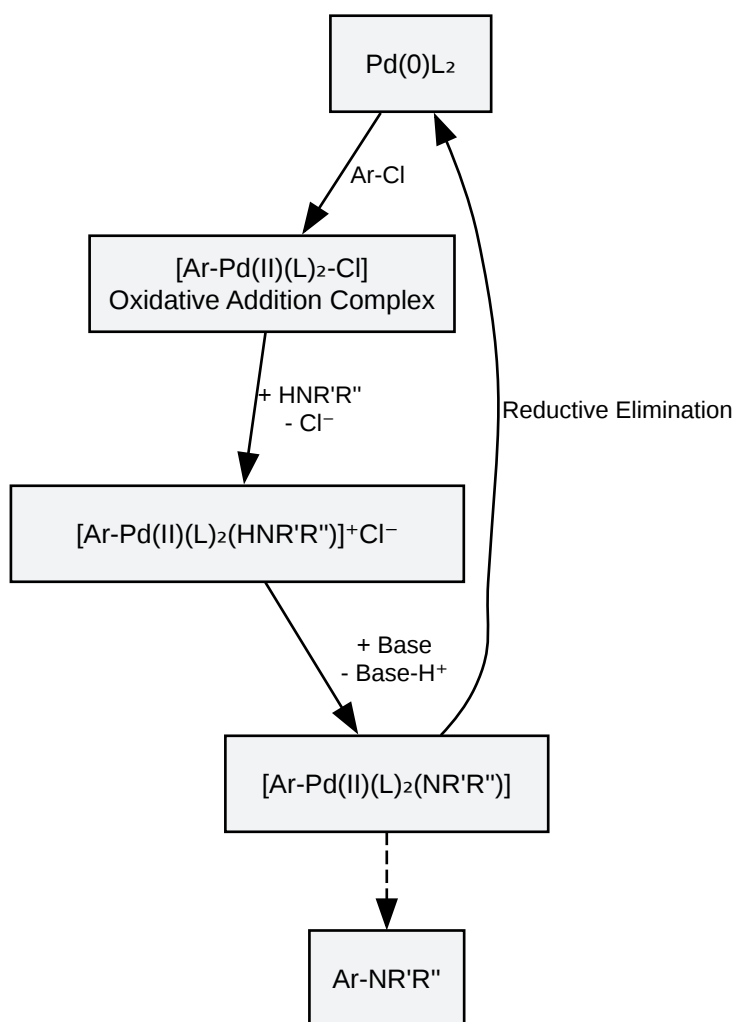 Pd(0)L₂
Ar-Cl
[Ar-Pd(II)(L)₂-Cl]
Oxidative Addition Complex
+ HNR'R"
- Cl⁻
Reductive Elimination
[Ar-Pd(II)(L)₂(HNR'R")]⁺Cl⁻
+ Base
- Base-H⁺
[Ar-Pd(II)(L)₂(NR'R")]
Ar-NR'R"